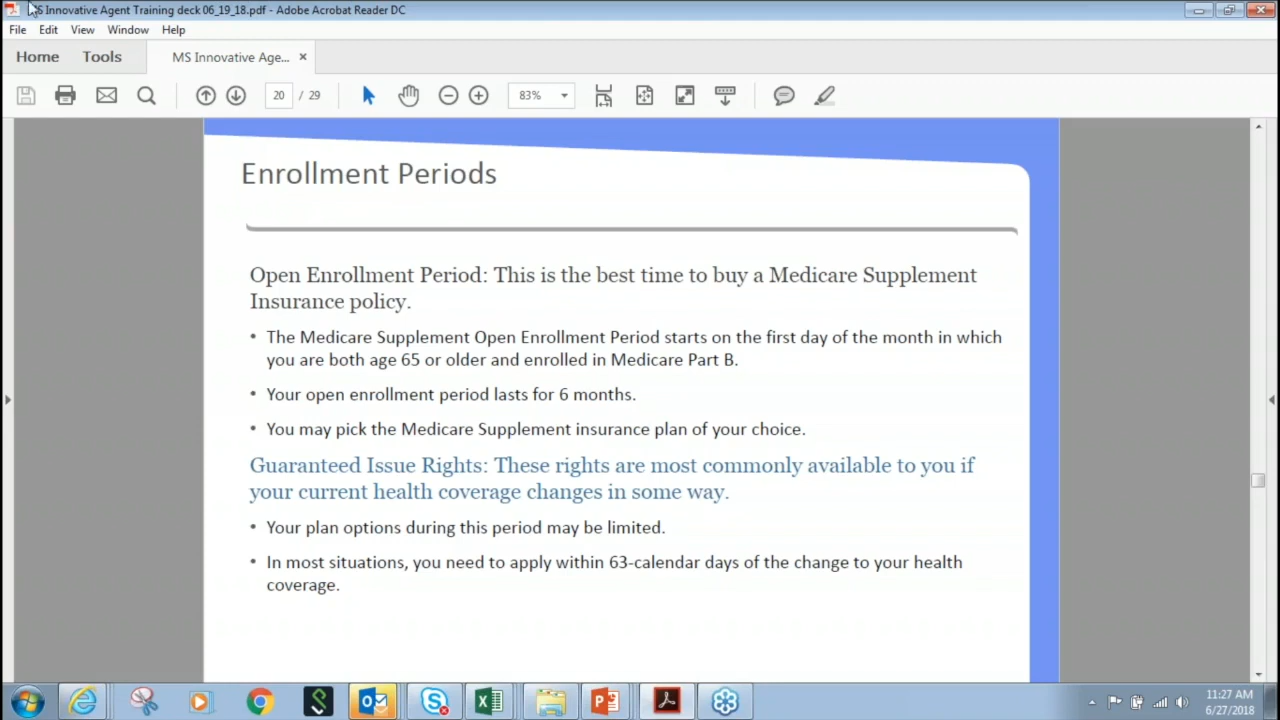 MS Innovative Agent Training deck 06_19_18.pdf - Adobe Acrobat Reader DC
File Edit View Window Help
Home Tools MS Innovative Age... ×
20 / 29 83%
Enrollment Periods
Open Enrollment Period: This is the best time to buy a Medicare Supplement
Insurance policy.
• The Medicare Supplement Open Enrollment Period starts on the first day of the month in which
you are both age 65 or older and enrolled in Medicare Part B.
• Your open enrollment period lasts for 6 months.
• You may pick the Medicare Supplement insurance plan of your choice.
Guaranteed Issue Rights: These rights are most commonly available to you if
your current health coverage changes in some way.
• Your plan options during this period may be limited.
• In most situations, you need to apply within 63-calendar days of the change to your health
coverage.
11:27 AM
6/27/2018